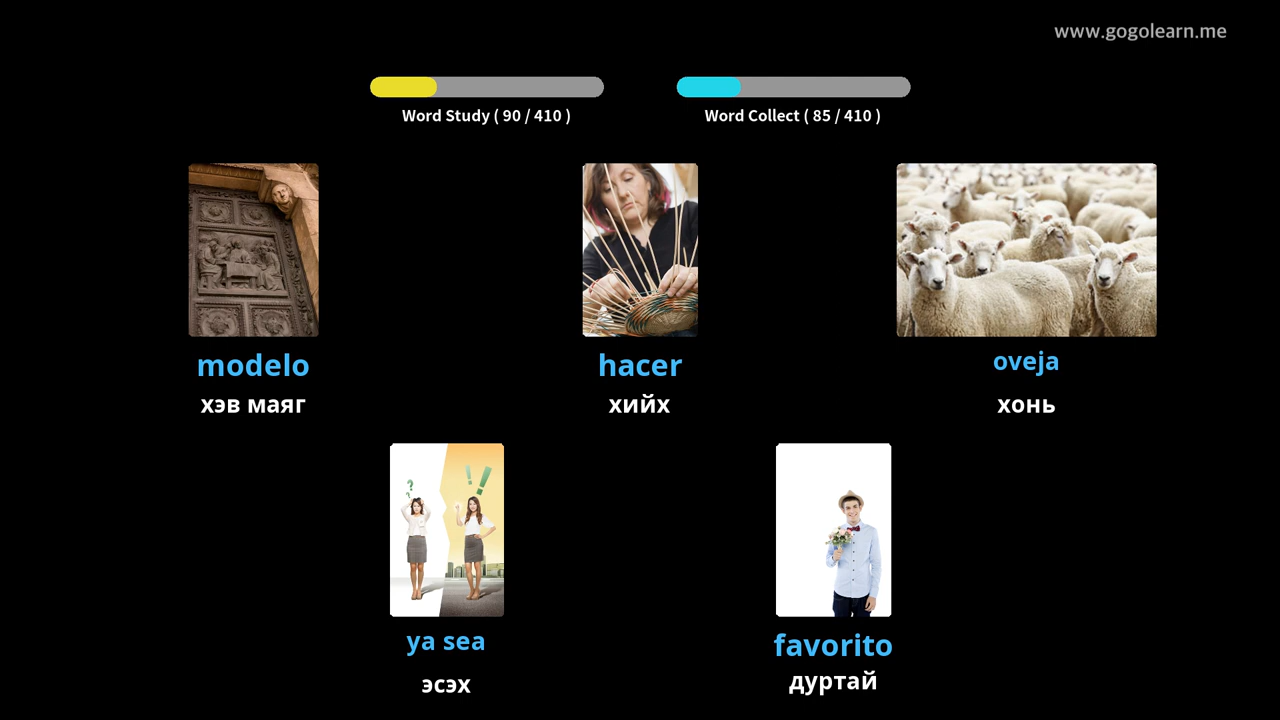 www.gogolearn.me
Word Study ( 90 / 410 )
Word Collect ( 85 / 410 )
modelo
хэв маяг
hacer
хийх
oveja
хонь
ya sea
эсэх
favorito
дуртай